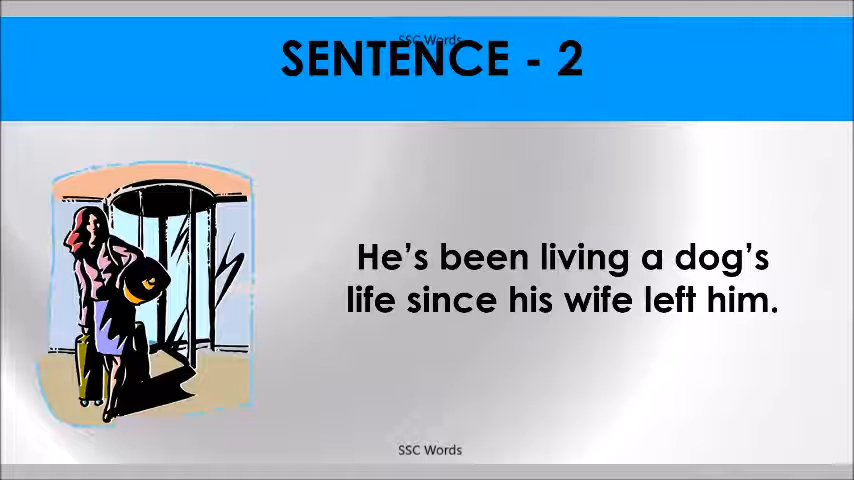 SSC Words
SENTENCE - 2
He's been living a dog's
life since his wife left him.
SSC Words